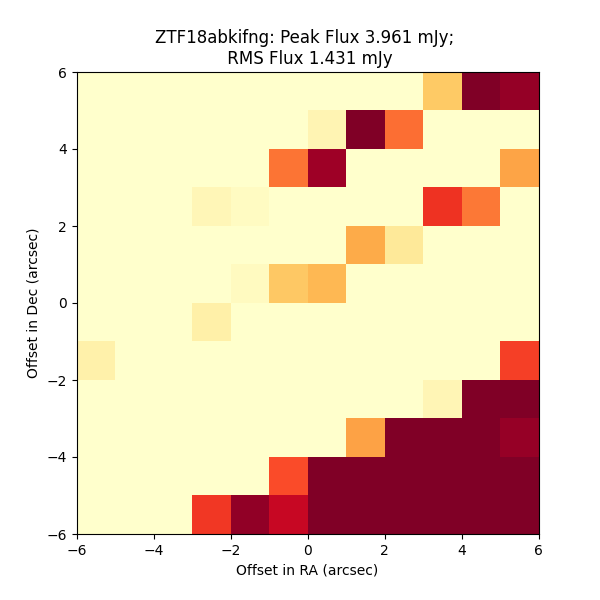 ZTF18abkifng: Peak Flux 3.961 mJy;
RMS Flux 1.431 mJy
6
4
2
0
−2
−4
−6
Offset in Dec (arcsec)
−6 −4 −2 0 2 4 6
Offset in RA (arcsec)